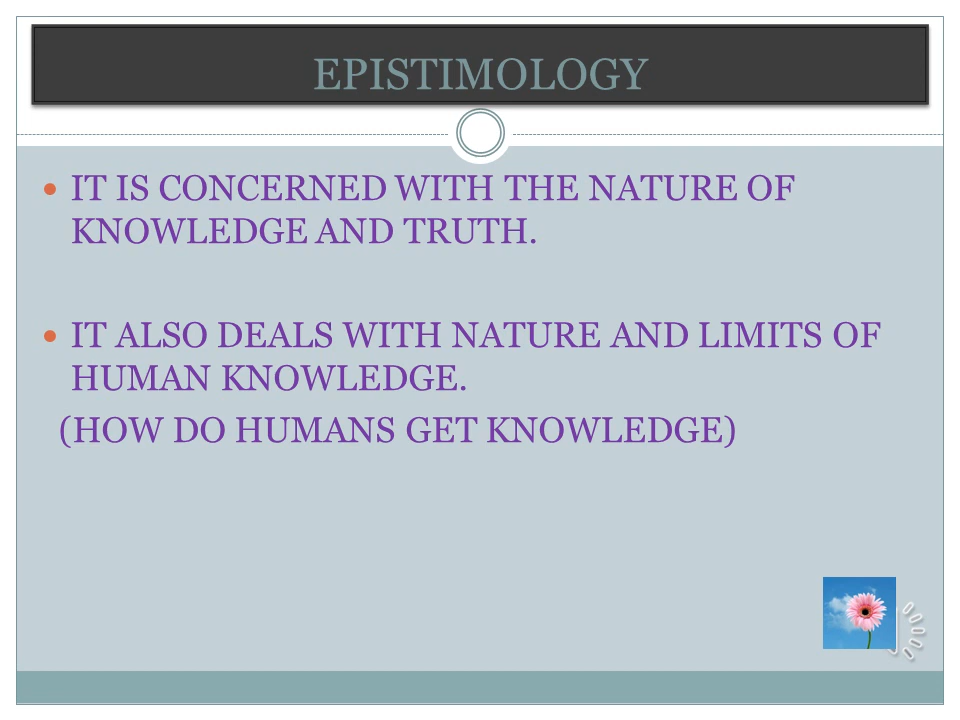 EPISTIMOLOGY
• IT IS CONCERNED WITH THE NATURE OF
KNOWLEDGE AND TRUTH.
• IT ALSO DEALS WITH NATURE AND LIMITS OF
HUMAN KNOWLEDGE.
(HOW DO HUMANS GET KNOWLEDGE)